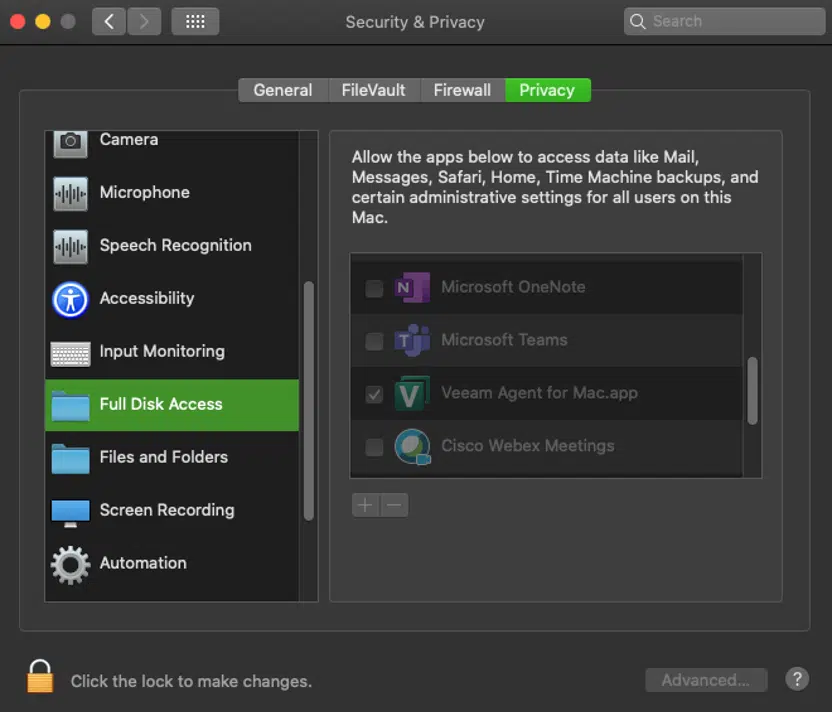 Security & Privacy
Search
General
FileVault
Firewall
Privacy
Camera
Microphone
Speech Recognition
Accessibility
Input Monitoring
Full Disk Access
Files and Folders
Screen Recording
Automation
Allow the apps below to access data like Mail,
Messages, Safari, Home, Time Machine backups, and
certain administrative settings for all users on this
Mac.
N
Microsoft OneNote
T
Microsoft Teams
V
Veeam Agent for Mac.app
Cisco Webex Meetings
Click the lock to make changes.
Advanced...
?